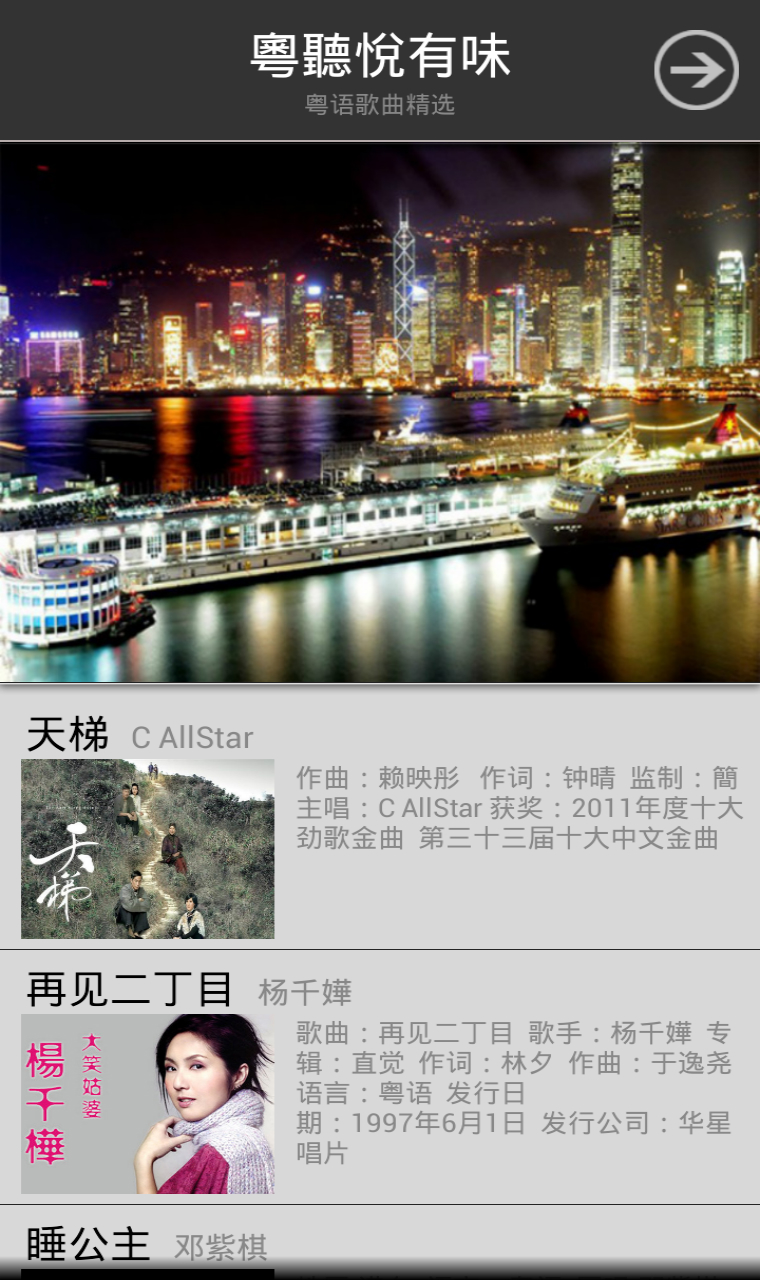 粵聽悅有味
粤语歌曲精选
天梯 C AllStar
天梯
作曲：赖映彤 作词：钟晴 监制：簡
主唱：C AllStar 获奖：2011年度十大
劲歌金曲 第三十三届十大中文金曲
再见二丁目 杨千嬅
楊千嬅
大笑姑婆
歌曲：再见二丁目 歌手：杨千嬅 专
辑：直觉 作词：林夕 作曲：于逸尧
语言：粤语 发行日
期：1997年6月1日 发行公司：华星
唱片
睡公主 邓紫棋